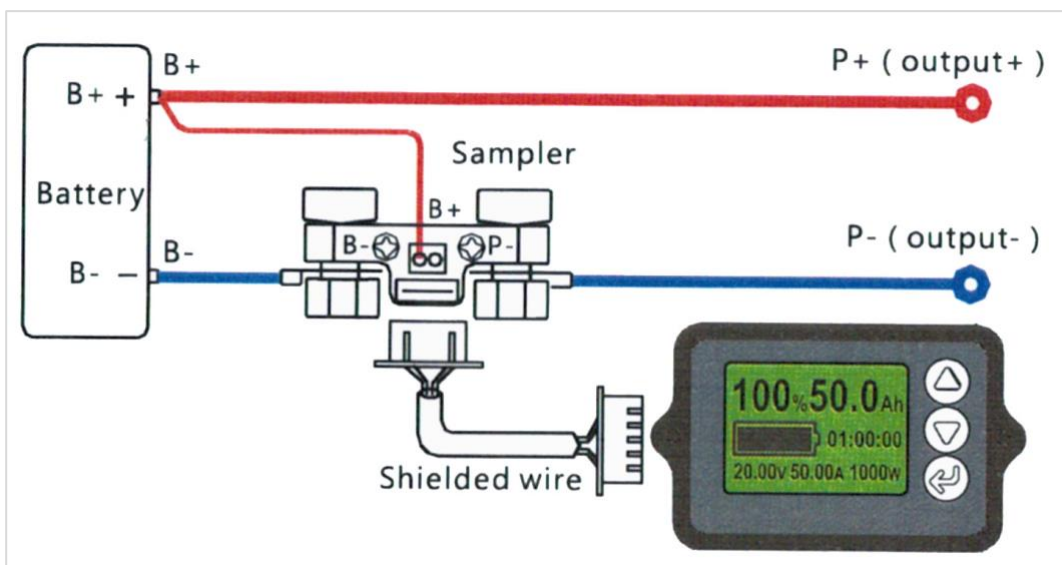 B+
P+ ( output+ )
B+ +
Sampler
Battery
B+
B-
P-
B-
P- ( output- )
B- −
100%50.0Ah
01:00:00
20.00V 50.00A 1000W
Shielded wire